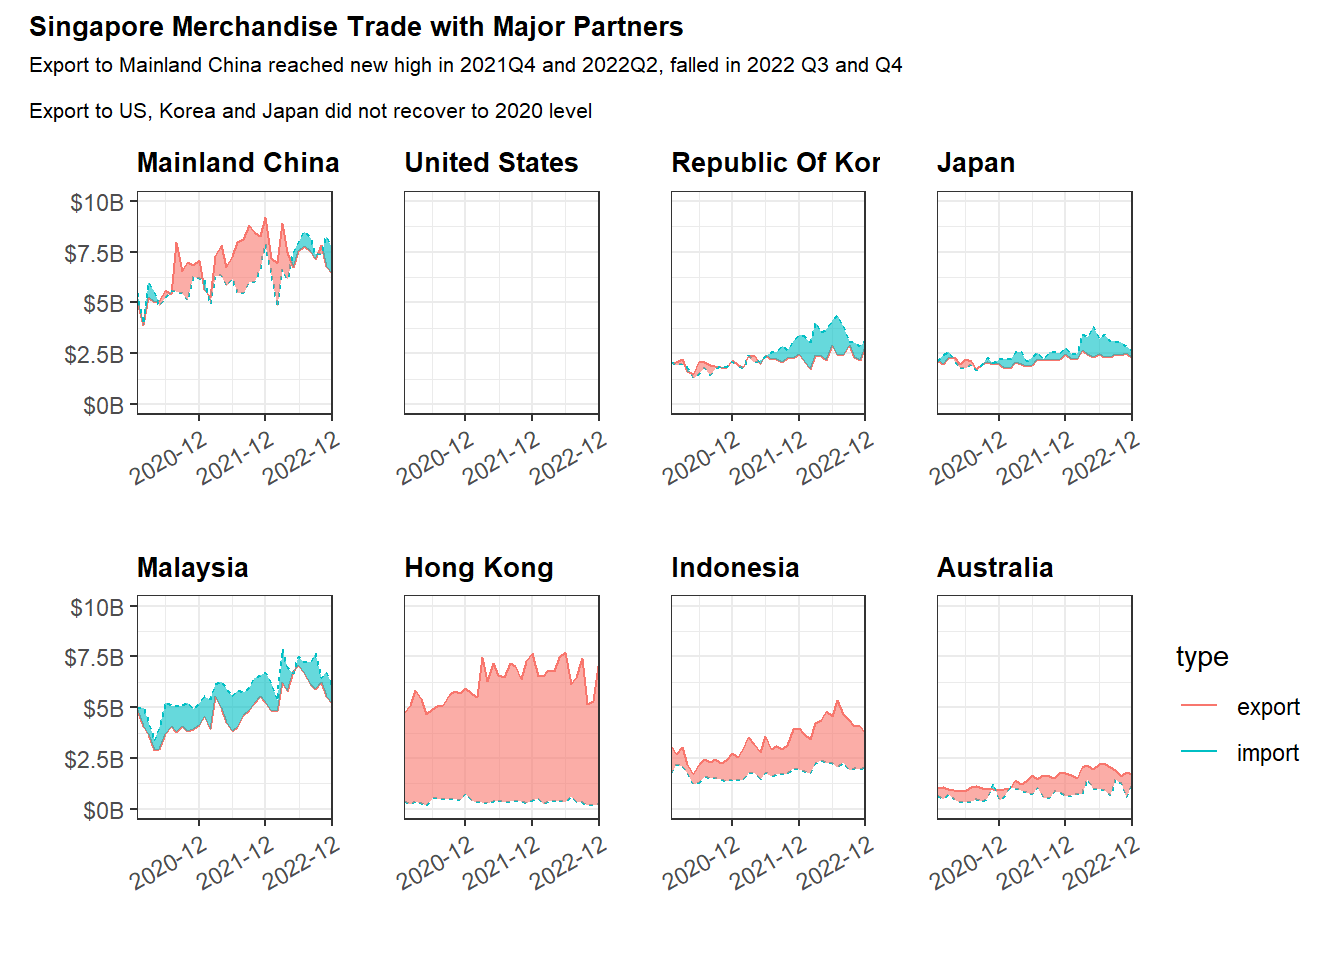 Singapore Merchandise Trade with Major Partners
Export to Mainland China reached new high in 2021Q4 and 2022Q2, falled in 2022 Q3 and Q4
Export to US, Korea and Japan did not recover to 2020 level
Mainland China
United States
Republic Of Kor
Japan
$10B
$7.5B
$5B
$2.5B
$0B
2020-12
2021-12
2022-12
2020-12
2021-12
2022-12
2020-12
2021-12
2022-12
2020-12
2021-12
2022-12
Malaysia
Hong Kong
Indonesia
Australia
$10B
$7.5B
$5B
$2.5B
$0B
2020-12
2021-12
2022-12
2020-12
2021-12
2022-12
2020-12
2021-12
2022-12
2020-12
2021-12
2022-12
type
export
import